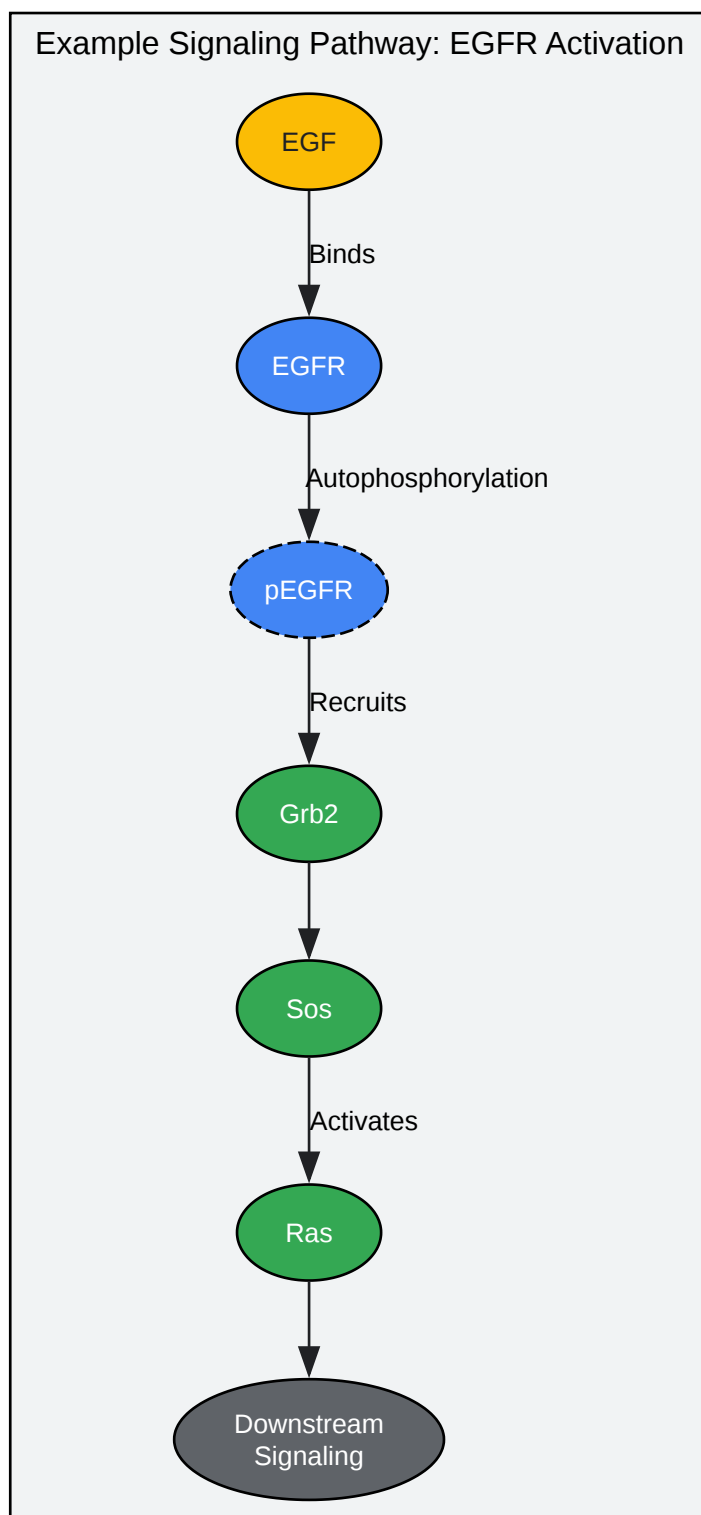 Example Signaling Pathway: EGFR Activation
EGF
Binds
EGFR
Autophosphorylation
pEGFR
Recruits
Grb2
Sos
Activates
Ras
Downstream
Signaling